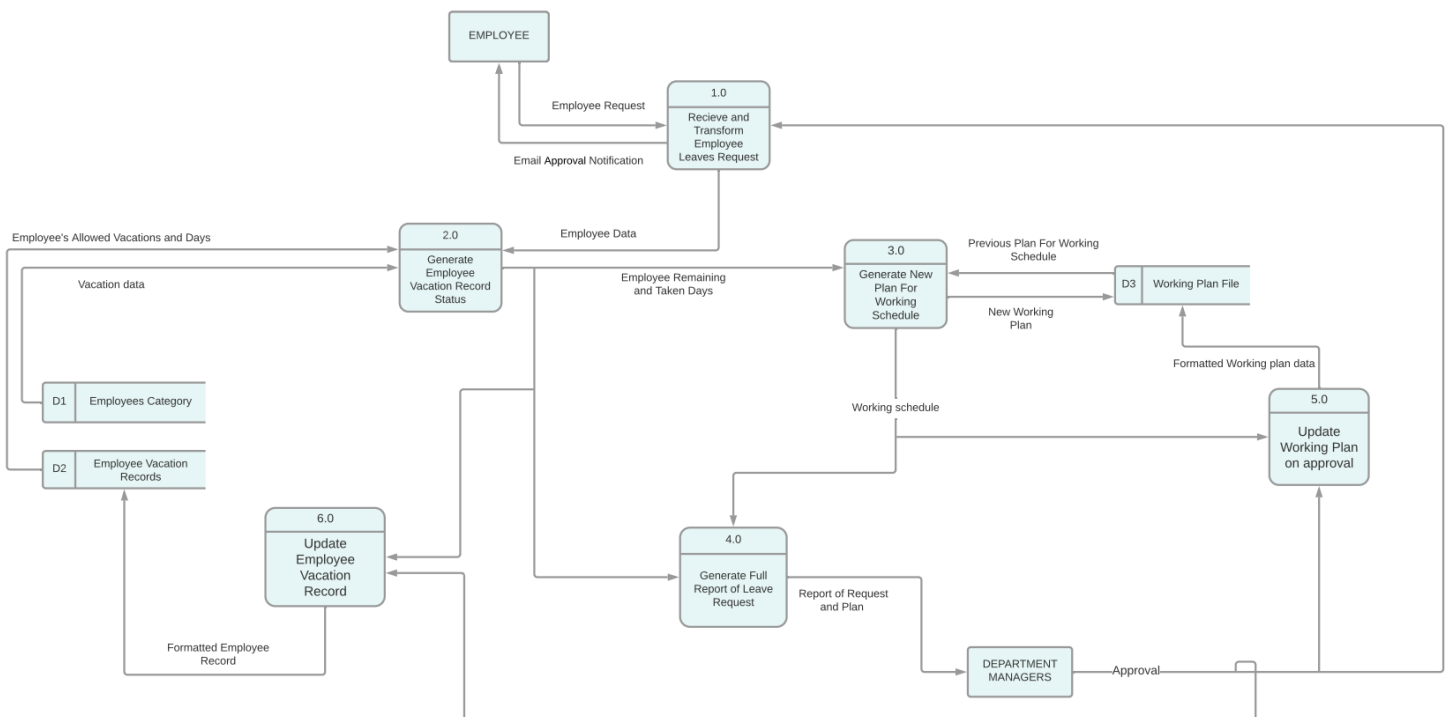 EMPLOYEE
1.0
Recieve and
Transform
Employee
Leaves Request
Employee Request
Email Approval Notification
Employee's Allowed Vacations and Days
Vacation data
2.0
Generate
Employee
Vacation Record
Status
Employee Data
Employee Remaining
and Taken Days
3.0
Generate New
Plan For
Working
Schedule
Previous Plan For Working
Schedule
D3
Working Plan File
New Working
Plan
Formatted Working plan data
D1
Employees Category
Working schedule
5.0
Update
Working Plan
on approval
D2
Employee Vacation
Records
6.0
Update
Employee
Vacation
Record
4.0
Generate Full
Report of Leave
Request
Report of Request
and Plan
Formatted Employee
Record
DEPARTMENT
MANAGERS
Approval